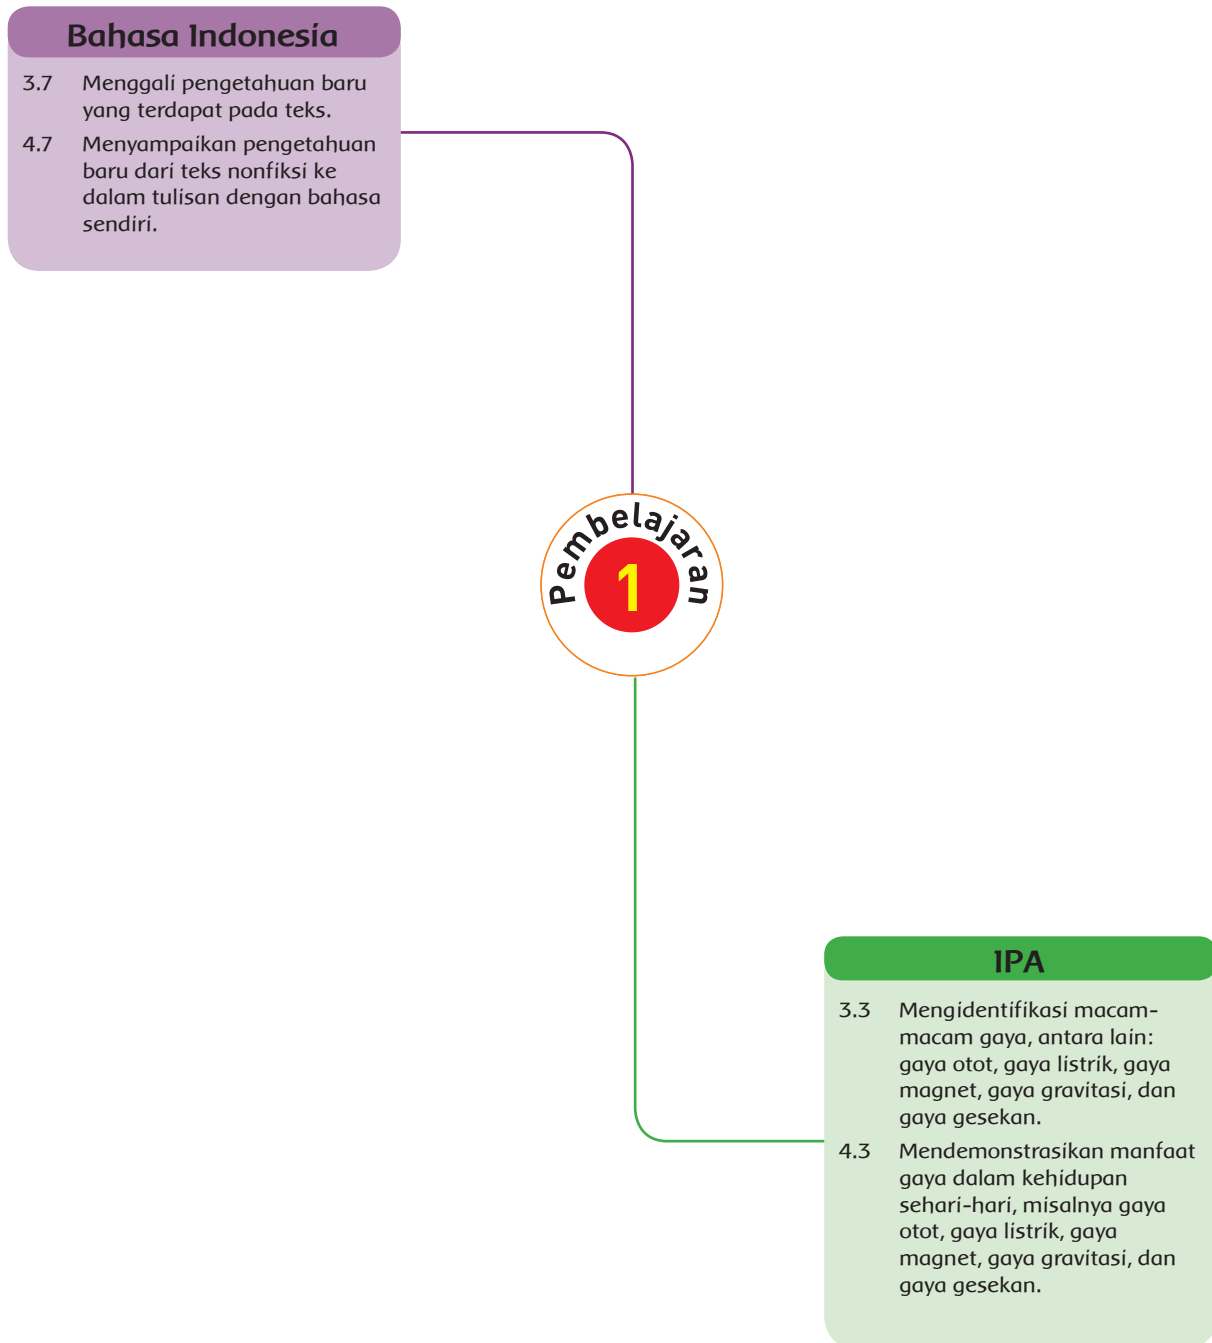 Bahasa Indonesia
3.7 Menggali pengetahuan baru
yang terdapat pada teks.
4.7 Menyampaikan pengetahuan
baru dari teks nonfiksi ke
dalam tulisan dengan bahasa
sendiri.
Pembelajaran
1
IPA
3.3 Mengidentifikasi macam-
macam gaya, antara lain:
gaya otot, gaya listrik, gaya
magnet, gaya gravitasi, dan
gaya gesekan.
4.3 Mendemonstrasikan manfaat
gaya dalam kehidupan
sehari-hari, misalnya gaya
otot, gaya listrik, gaya
magnet, gaya gravitasi, dan
gaya gesekan.